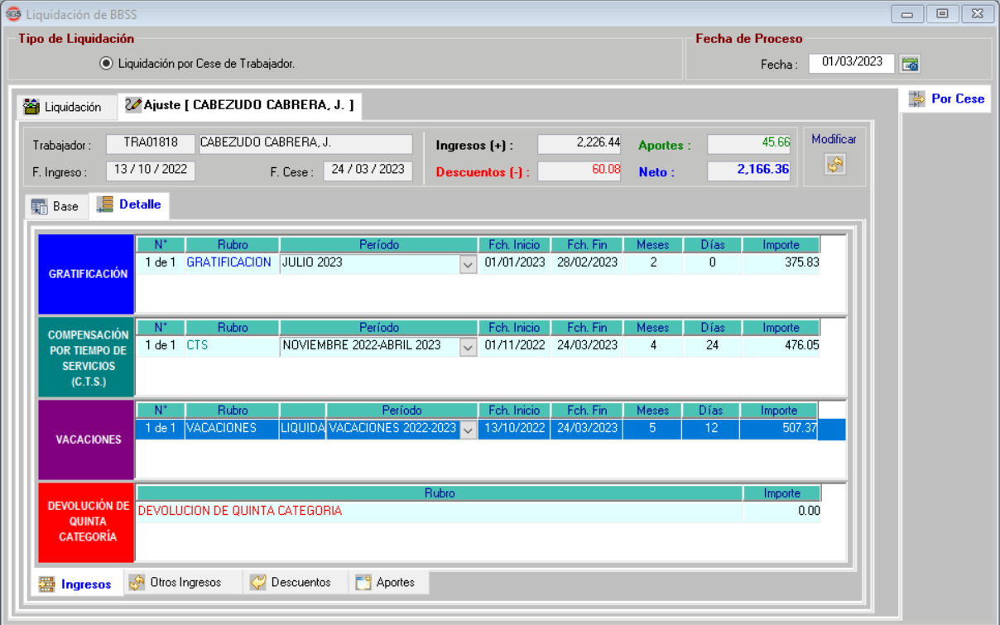 SG5 Liquidación de BBSS
Tipo de Liquidación
Liquidación por Cese de Trabajador.
Fecha de Proceso
Fecha : 01/03/2023
Liquidación
Ajuste [ CABEZUDO CABRERA, J. ]
Por Cese
Trabajador : TRA01818 CABEZUDO CABRERA, J.
F. Ingreso : 13 / 10 / 2022 F. Cese : 24 / 03 / 2023
Ingresos (+) : 2,226.44 Aportes : 45.66
Descuentos (-) : 60.08 Neto : 2,166.36
Modificar
Base Detalle
GRATIFICACIÓN
N° Rubro Período Fch. Inicio Fch. Fin Meses Días Importe
1 de 1 GRATIFICACION JULIO 2023 01/01/2023 28/02/2023 2 0 375.83
COMPENSACIÓN
POR TIEMPO DE
SERVICIOS
(C.T.S.)
N° Rubro Período Fch. Inicio Fch. Fin Meses Días Importe
1 de 1 CTS NOVIEMBRE 2022-ABRIL 2023 01/11/2022 24/03/2023 4 24 476.05
VACACIONES
N° Rubro Período Fch. Inicio Fch. Fin Meses Días Importe
1 de 1 VACACIONES LIQUIDA VACACIONES 2022-2023 13/10/2022 24/03/2023 5 12 507.37
DEVOLUCIÓN DE
QUINTA
CATEGORÍA
Rubro Importe
DEVOLUCION DE QUINTA CATEGORIA 0.00
Ingresos Otros Ingresos Descuentos Aportes